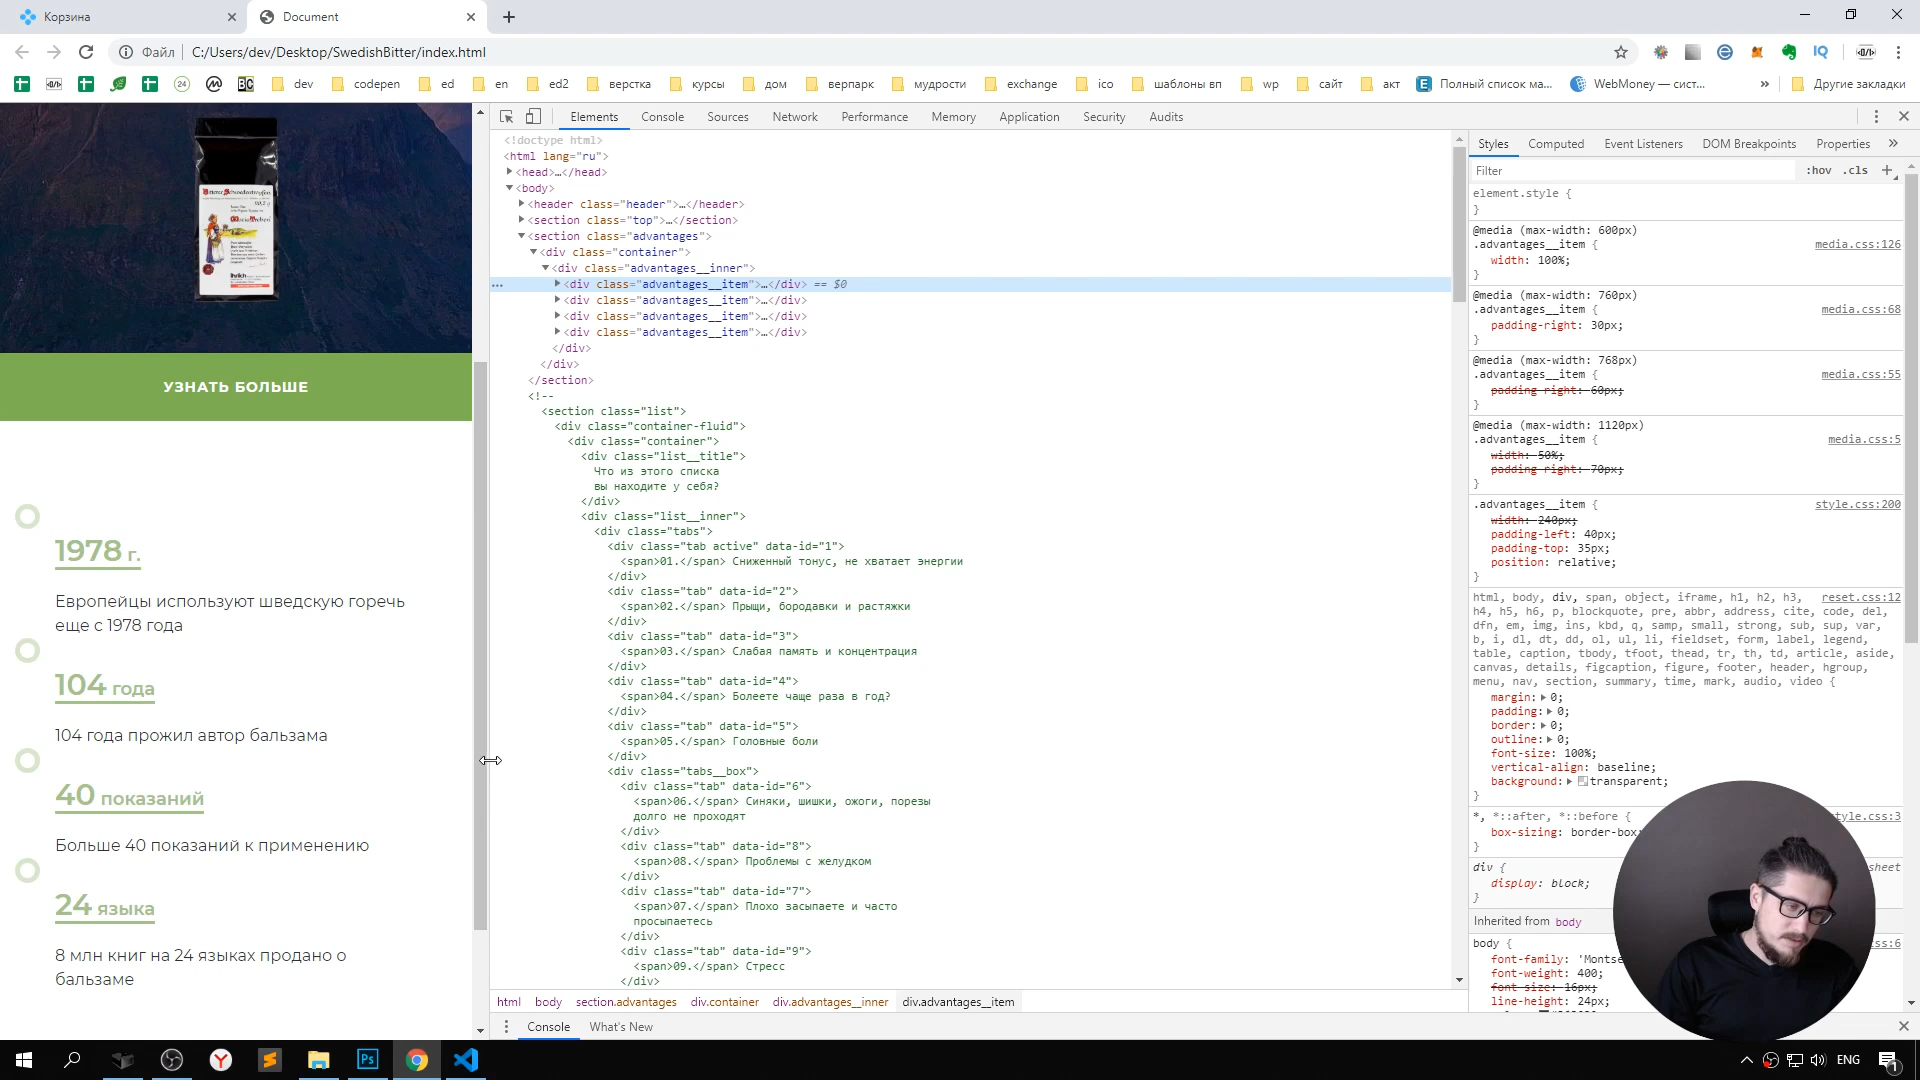 Корзина
Document
Файл
C:/Users/dev/Desktop/SwedishBitter/index.html
dev
codepen
ed
en
ed2
верстка
курсы
дом
верпарк
мудрости
exchange
ico
шаблоны вп
wp
сайт
акт
Полный список ма...
WebMoney — сист...
»
Другие закладки
УЗНАТЬ БОЛЬШЕ
1978 г.
Европейцы используют шведскую горечь
еще с 1978 года
104 года
104 года прожил автор бальзама
40 показаний
Больше 40 показаний к применению
24 языка
8 млн книг на 24 языках продано о
бальзаме
Elements Console Sources Network Performance Memory Application Security Audits
<!doctype html>
<html lang="ru">
<head>…</head>
<body>
<header class="header">…</header>
<section class="top">…</section>
<section class="advantages">
<div class="container">
<div class="advantages__inner">
<div class="advantages__item">…</div> == $0
<div class="advantages__item">…</div>
<div class="advantages__item">…</div>
<div class="advantages__item">…</div>
</div>
</div>
</section>
<!--
<section class="list">
<div class="container-fluid">
<div class="container">
<div class="list__title">
Что из этого списка
вы находите у себя?
</div>
<div class="list__inner">
<div class="tabs">
<div class="tab active" data-id="1">
<span>01.</span> Сниженный тонус, не хватает энергии
</div>
<div class="tab" data-id="2">
<span>02.</span> Прыщи, бородавки и растяжки
</div>
<div class="tab" data-id="3">
<span>03.</span> Слабая память и концентрация
</div>
<div class="tab" data-id="4">
<span>04.</span> Болеете чаще раза в год?
</div>
<div class="tab" data-id="5">
<span>05.</span> Головные боли
</div>
<div class="tabs__box">
<div class="tab" data-id="6">
<span>06.</span> Синяки, шишки, ожоги, порезы
долго не проходят
</div>
<div class="tab" data-id="8">
<span>08.</span> Проблемы с желудком
</div>
<div class="tab" data-id="7">
<span>07.</span> Плохо засыпаете и часто
просыпаетесь
</div>
<div class="tab" data-id="9">
<span>09.</span> Стресс
</div>
html body section.advantages div.container div.advantages__inner div.advantages__item
Console What's New
Styles Computed Event Listeners DOM Breakpoints Properties »
Filter :hov .cls +
element.style {
}
@media (max-width: 600px)
.advantages__item { media.css:126
width: 100%;
}
@media (max-width: 760px)
.advantages__item { media.css:68
padding-right: 30px;
}
@media (max-width: 768px)
.advantages__item { media.css:55
padding-right: 60px;
}
@media (max-width: 1120px)
.advantages__item { media.css:5
width: 50%;
padding-right: 70px;
}
.advantages__item { style.css:200
width: 240px;
padding-left: 40px;
padding-top: 35px;
position: relative;
}
html, body, div, span, object, iframe, h1, h2, h3, reset.css:12
h4, h5, h6, p, blockquote, pre, abbr, address, cite, code, del,
dfn, em, img, ins, kbd, q, samp, small, strong, sub, sup, var,
b, i, dl, dt, dd, ol, ul, li, fieldset, form, label, legend,
table, caption, tbody, tfoot, thead, tr, th, td, article, aside,
canvas, details, figcaption, figure, footer, header, hgroup,
menu, nav, section, summary, time, mark, audio, video {
margin: 0;
padding: 0;
border: 0;
outline: 0;
font-size: 100%;
vertical-align: baseline;
background: transparent;
}
*, *::after, *::before { tyle.css:3
box-sizing: border-box
}
div { sheet
display: block;
}
Inherited from body
body { ss:6
font-family: 'Montse
font-weight: 400;
font-size: 16px;
line-height: 24px;
ENG